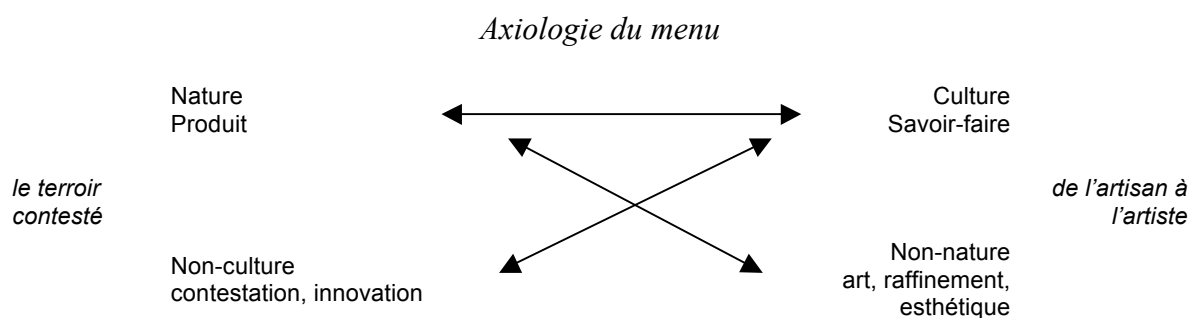 Axiologie du menu
Nature
Produit
Culture
Savoir-faire
le terroir
contesté
de l’artisan à
l’artiste
Non-culture
contestation, innovation
Non-nature
art, raffinement,
esthétique